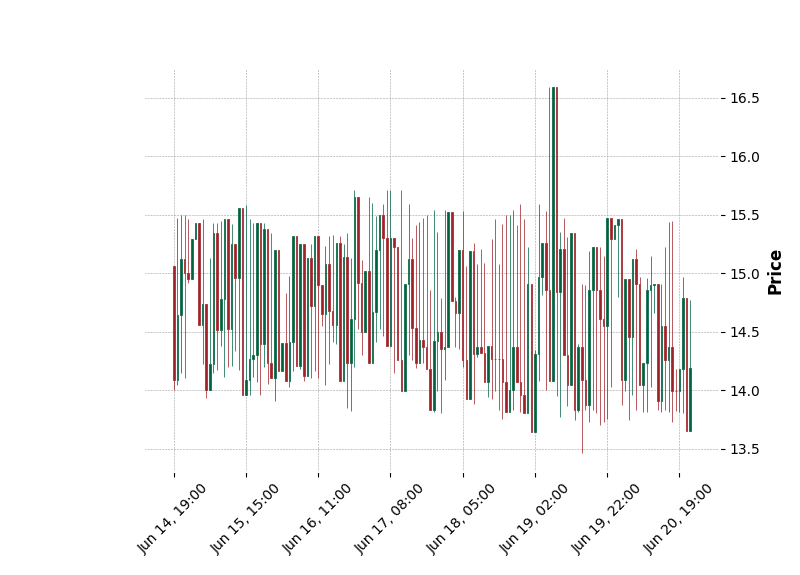 16.5
16.0
15.5
15.0
14.5
14.0
13.5
Price
Jun 14, 19:00
Jun 15, 15:00
Jun 16, 11:00
Jun 17, 08:00
Jun 18, 05:00
Jun 19, 02:00
Jun 19, 22:00
Jun 20, 19:00